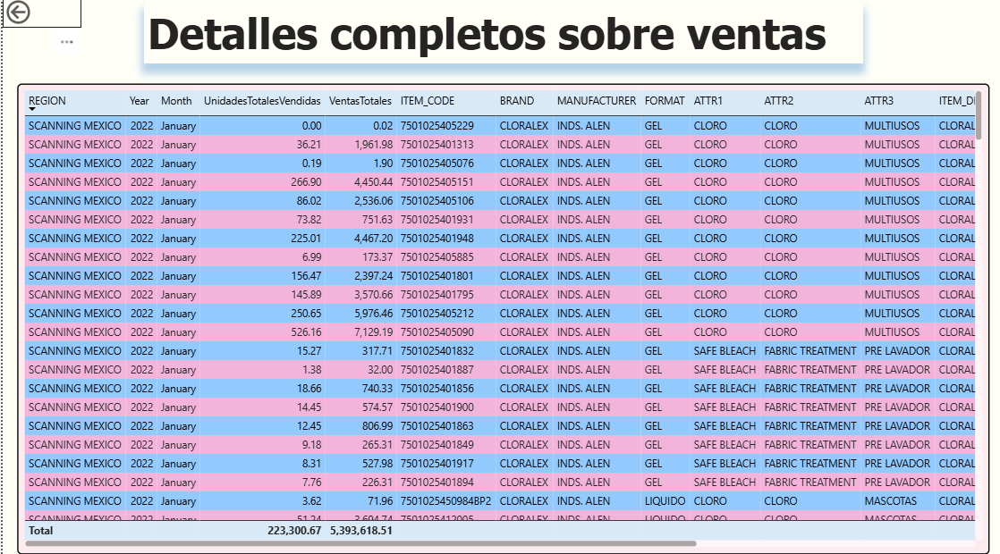 Detalles completos sobre ventas
REGION Year Month UnidadesTotalesVendidas VentasTotales ITEM_CODE BRAND MANUFACTURER FORMAT ATTR1 ATTR2 ATTR3
SCANNING MEXICO 2022 January 0.00 0.02 7501025405229 CLORALEX INDS. ALEN GEL CLORO CLORO MULTIUSOS CLORAL
SCANNING MEXICO 2022 January 36.21 1,961.98 7501025401313 CLORALEX INDS. ALEN GEL CLORO CLORO MULTIUSOS CLORAL
SCANNING MEXICO 2022 January 0.19 1.90 7501025405076 CLORALEX INDS. ALEN GEL CLORO CLORO MULTIUSOS CLORAL
SCANNING MEXICO 2022 January 266.90 4,450.44 7501025405151 CLORALEX INDS. ALEN GEL CLORO CLORO MULTIUSOS CLORAL
SCANNING MEXICO 2022 January 86.02 2,536.06 7501025405106 CLORALEX INDS. ALEN GEL CLORO CLORO MULTIUSOS CLORAL
SCANNING MEXICO 2022 January 73.82 751.63 7501025401931 CLORALEX INDS. ALEN GEL CLORO CLORO MULTIUSOS CLORAL
SCANNING MEXICO 2022 January 225.01 4,467.20 7501025401948 CLORALEX INDS. ALEN GEL CLORO CLORO MULTIUSOS CLORAL
SCANNING MEXICO 2022 January 6.99 173.37 7501025405885 CLORALEX INDS. ALEN GEL CLORO CLORO MULTIUSOS CLORAL
SCANNING MEXICO 2022 January 156.47 2,397.24 7501025401801 CLORALEX INDS. ALEN GEL CLORO CLORO MULTIUSOS CLORAL
SCANNING MEXICO 2022 January 145.89 3,570.66 7501025401795 CLORALEX INDS. ALEN GEL CLORO CLORO MULTIUSOS CLORAL
SCANNING MEXICO 2022 January 250.65 5,976.46 7501025405212 CLORALEX INDS. ALEN GEL CLORO CLORO MULTIUSOS CLORAL
SCANNING MEXICO 2022 January 526.16 7,129.19 7501025405090 CLORALEX INDS. ALEN GEL CLORO CLORO MULTIUSOS CLORAL
SCANNING MEXICO 2022 January 15.27 317.71 7501025401832 CLORALEX INDS. ALEN GEL SAFE BLEACH FABRIC TREATMENT PRE LAVADOR CLORAL
SCANNING MEXICO 2022 January 1.38 32.00 7501025401887 CLORALEX INDS. ALEN GEL SAFE BLEACH FABRIC TREATMENT PRE LAVADOR CLORAL
SCANNING MEXICO 2022 January 18.66 740.33 7501025401856 CLORALEX INDS. ALEN GEL SAFE BLEACH FABRIC TREATMENT PRE LAVADOR CLORAL
SCANNING MEXICO 2022 January 14.45 574.57 7501025401900 CLORALEX INDS. ALEN GEL SAFE BLEACH FABRIC TREATMENT PRE LAVADOR CLORAL
SCANNING MEXICO 2022 January 12.45 806.99 7501025401863 CLORALEX INDS. ALEN GEL SAFE BLEACH FABRIC TREATMENT PRE LAVADOR CLORAL
SCANNING MEXICO 2022 January 9.18 265.31 7501025401849 CLORALEX INDS. ALEN GEL SAFE BLEACH FABRIC TREATMENT PRE LAVADOR CLORAL
SCANNING MEXICO 2022 January 8.31 527.98 7501025401917 CLORALEX INDS. ALEN GEL SAFE BLEACH FABRIC TREATMENT PRE LAVADOR CLORAL
SCANNING MEXICO 2022 January 7.76 226.31 7501025401894 CLORALEX INDS. ALEN GEL SAFE BLEACH FABRIC TREATMENT PRE LAVADOR CLORAL
SCANNING MEXICO 2022 January 3.62 71.96 7501025450984BP2 CLORALEX INDS. ALEN LIQUIDO CLORO CLORO MASCOTAS CLORAL
SCANNING MEXICO 2022 January CLORALEX INDS. ALEN LIQUIDO CLORO CLORO MASCOTAS CLORAL
Total 223,300.67 5,393,618.51